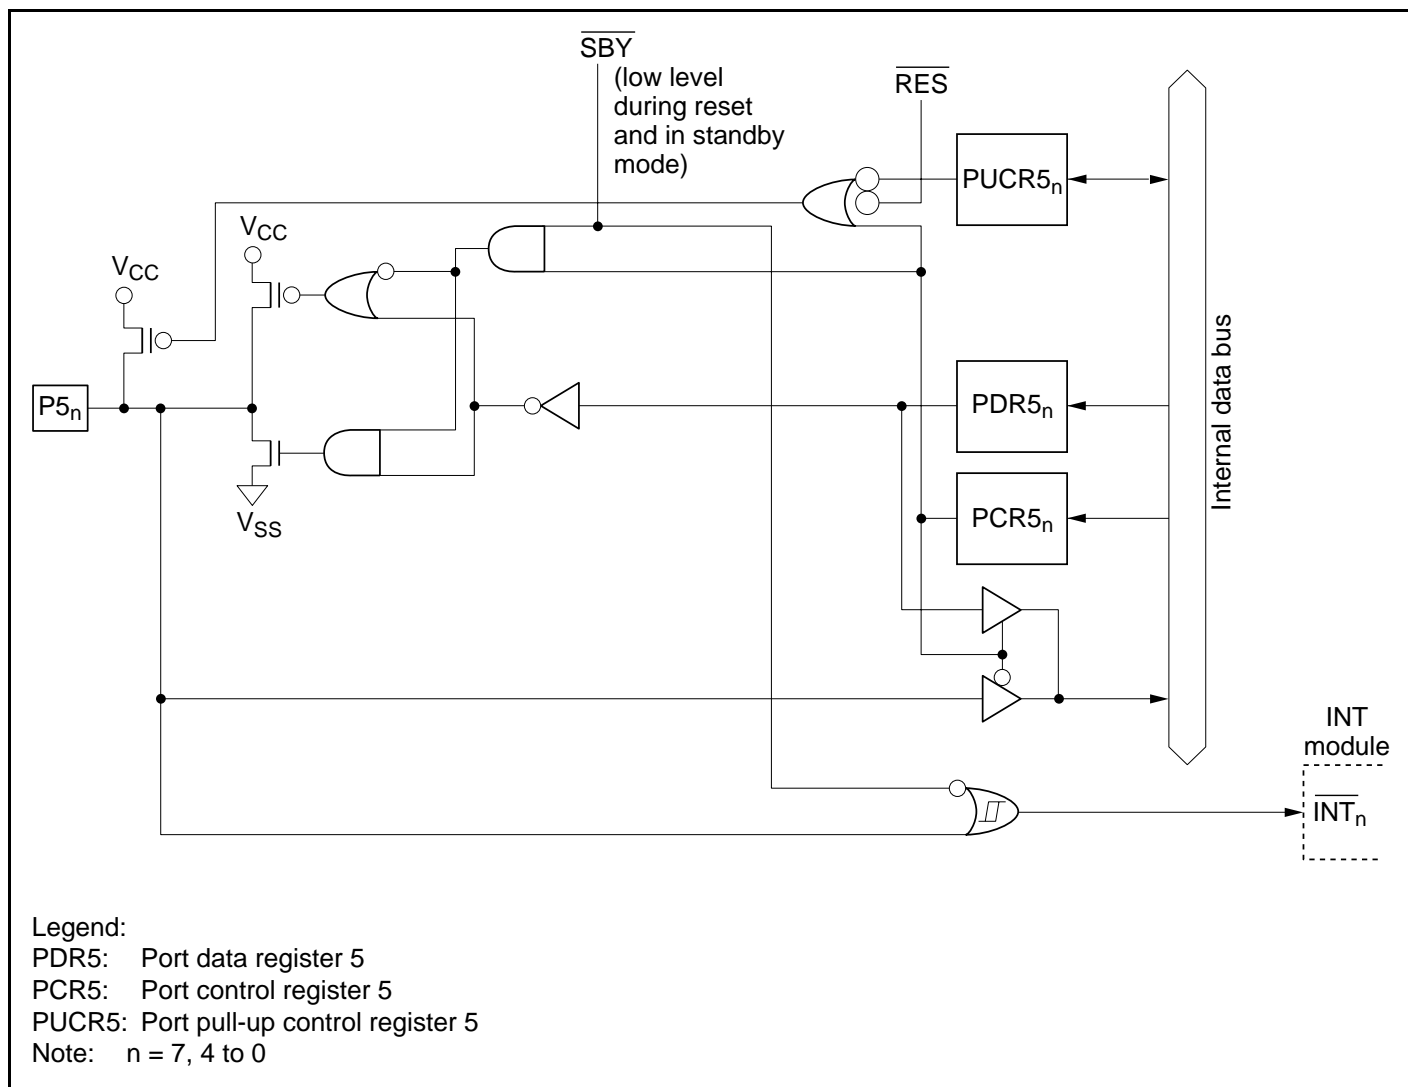 SBY
(low level
during reset
and in standby
mode)
RES
PUCR5n
VCC
VCC
P5n
PDR5n
Internal data bus
PCR5n
VSS
INT
module
INTn
Legend:
PDR5: Port data register 5
PCR5: Port control register 5
PUCR5: Port pull-up control register 5
Note: n = 7, 4 to 0